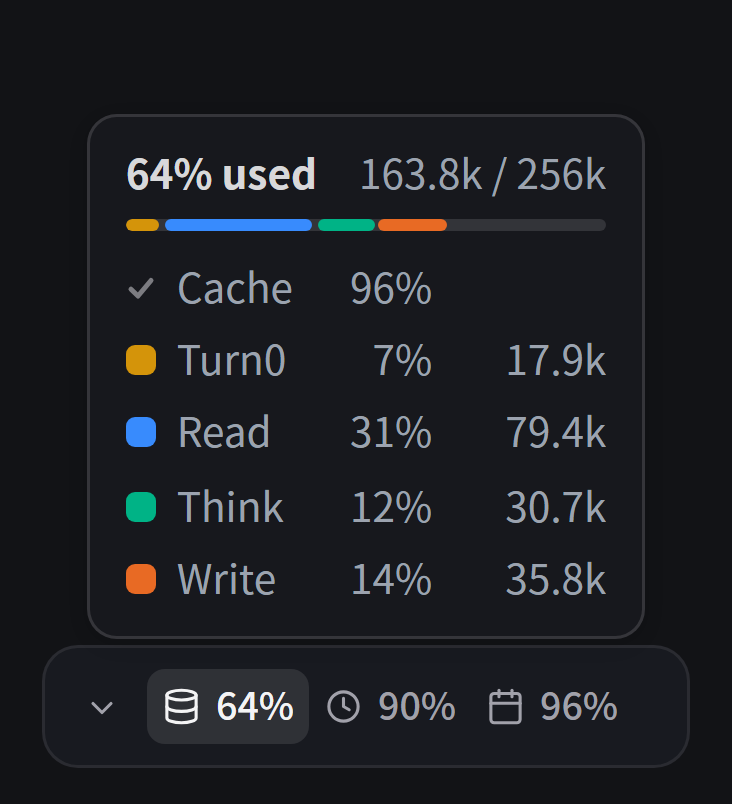 64% used 163.8k / 256k
Cache 96%
Turn0 7% 17.9k
Read 31% 79.4k
Think 12% 30.7k
Write 14% 35.8k
64% 90% 96%